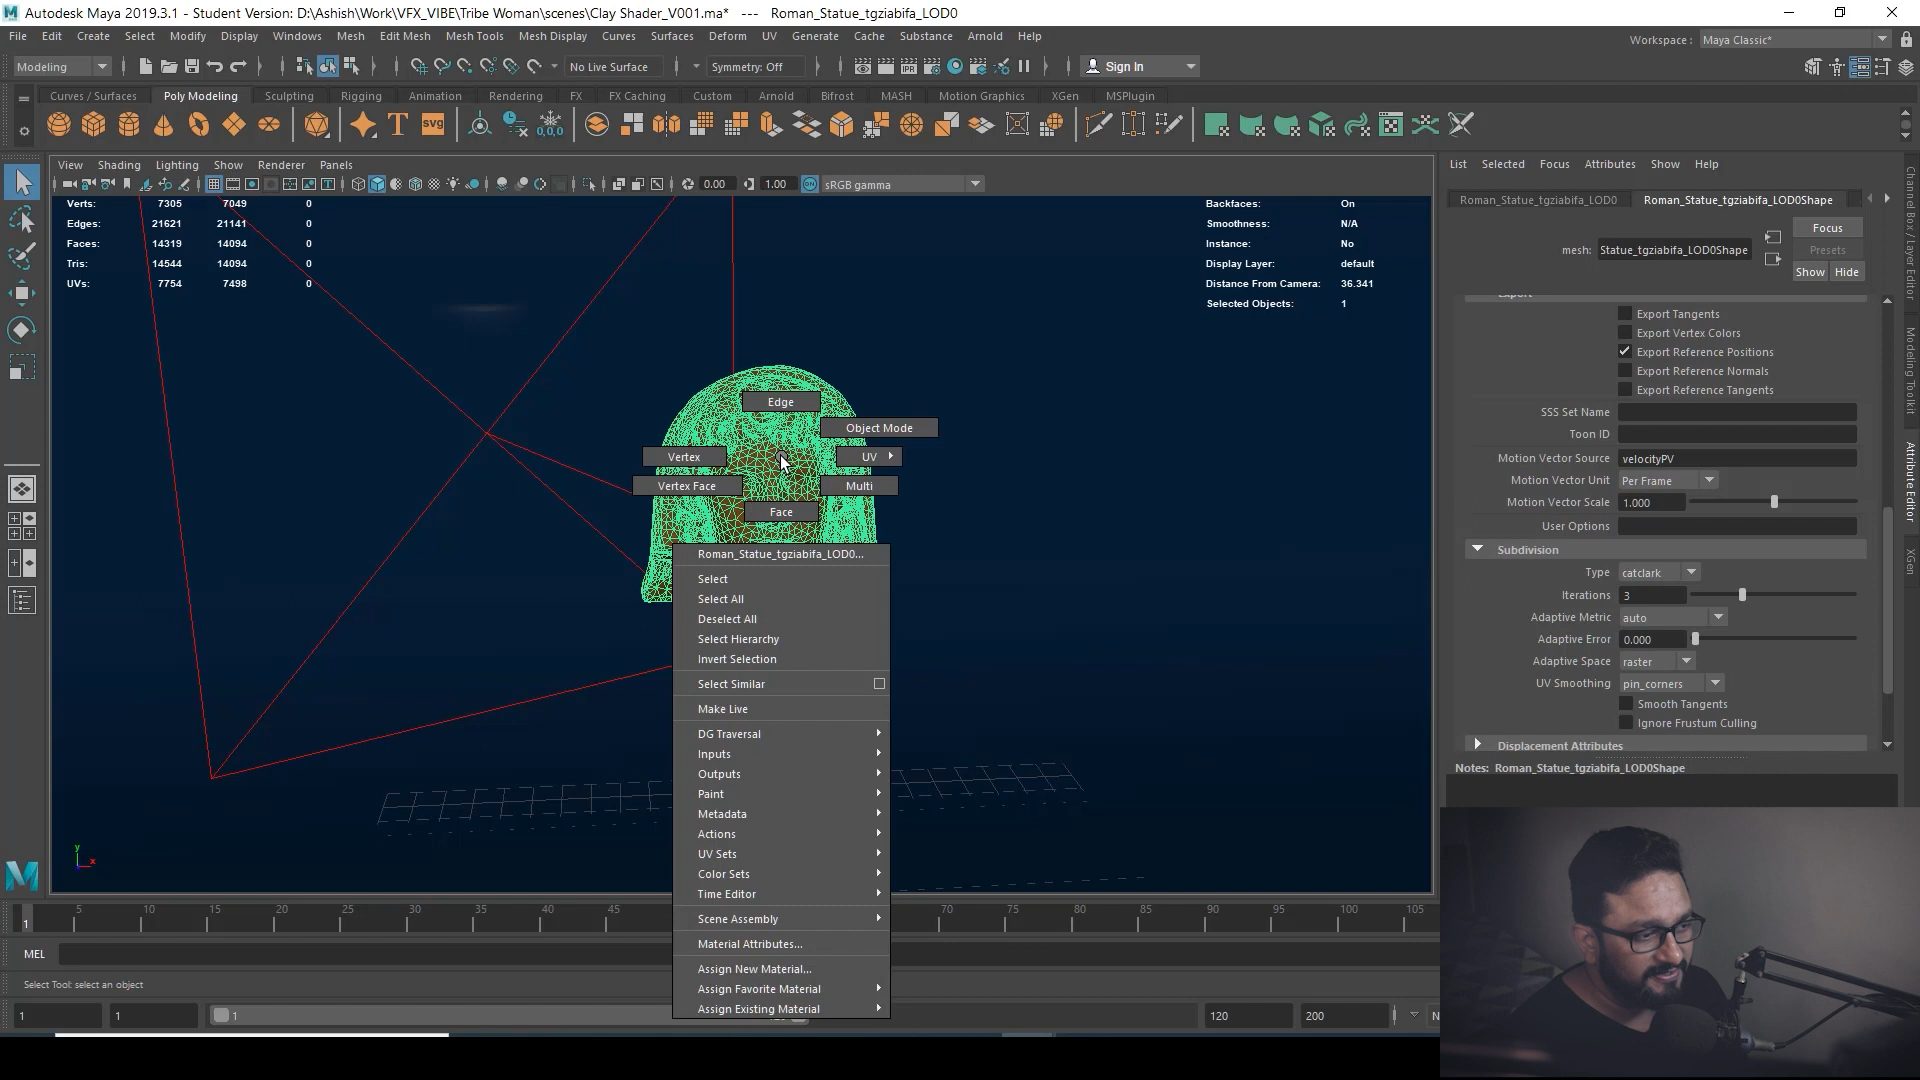 Autodesk Maya 2019.3.1 - Student Version: D:\Ashish\Work\VFX_VIBE\Tribe Woman\scenes\Clay Shader_V001.ma*   ---   Roman_Statue_tgziabifa_LOD0
File Edit Create Select Modify Display Windows Mesh Edit Mesh Mesh Tools Mesh Display Curves Surfaces Deform UV Generate Cache Substance Arnold Help
Workspace : Maya Classic*
Modeling No Live Surface Symmetry: Off Sign In
Curves / Surfaces Poly Modeling Sculpting Rigging Animation Rendering FX FX Caching Custom Arnold Bifrost MASH Motion Graphics XGen MSPlugin
View Shading Lighting Show Renderer Panels
0.00 1.00 sRGB gamma
Verts: 7305 7049 0
Edges: 21621 21141 0
Faces: 14319 14094 0
Tris: 14544 14094 0
UVs: 7754 7498 0
Backfaces: On
Smoothness: N/A
Instance: No
Display Layer: default
Distance From Camera: 36.341
Selected Objects: 1
Edge
Object Mode
Vertex
UV
Vertex Face
Multi
Face
Roman_Statue_tgziabifa_LOD0...
Select
Select All
Deselect All
Select Hierarchy
Invert Selection
Select Similar
Make Live
DG Traversal
Inputs
Outputs
Paint
Metadata
Actions
UV Sets
Color Sets
Time Editor
Scene Assembly
Material Attributes...
Assign New Material...
Assign Favorite Material
Assign Existing Material
y
x
List Selected Focus Attributes Show Help
Roman_Statue_tgziabifa_LOD0 Roman_Statue_tgziabifa_LOD0Shape
Focus
mesh: Statue_tgziabifa_LOD0Shape
Presets
Show Hide
Export
Export Tangents
Export Vertex Colors
Export Reference Positions
Export Reference Normals
Export Reference Tangents
SSS Set Name
Toon ID
Motion Vector Source velocityPV
Motion Vector Unit Per Frame
Motion Vector Scale 1.000
User Options
Subdivision
Type catclark
Iterations 3
Adaptive Metric auto
Adaptive Error 0.000
Adaptive Space raster
UV Smoothing pin_corners
Smooth Tangents
Ignore Frustum Culling
Displacement Attributes
Notes: Roman_Statue_tgziabifa_LOD0Shape
Channel Box / Layer Editor
Modeling Toolkit
Attribute Editor
XGen
1 5 10 15 20 25 30 35 40 45 70 75 80 85 90 95 100 105
MEL
Select Tool: select an object
1 1 1 120 200 N